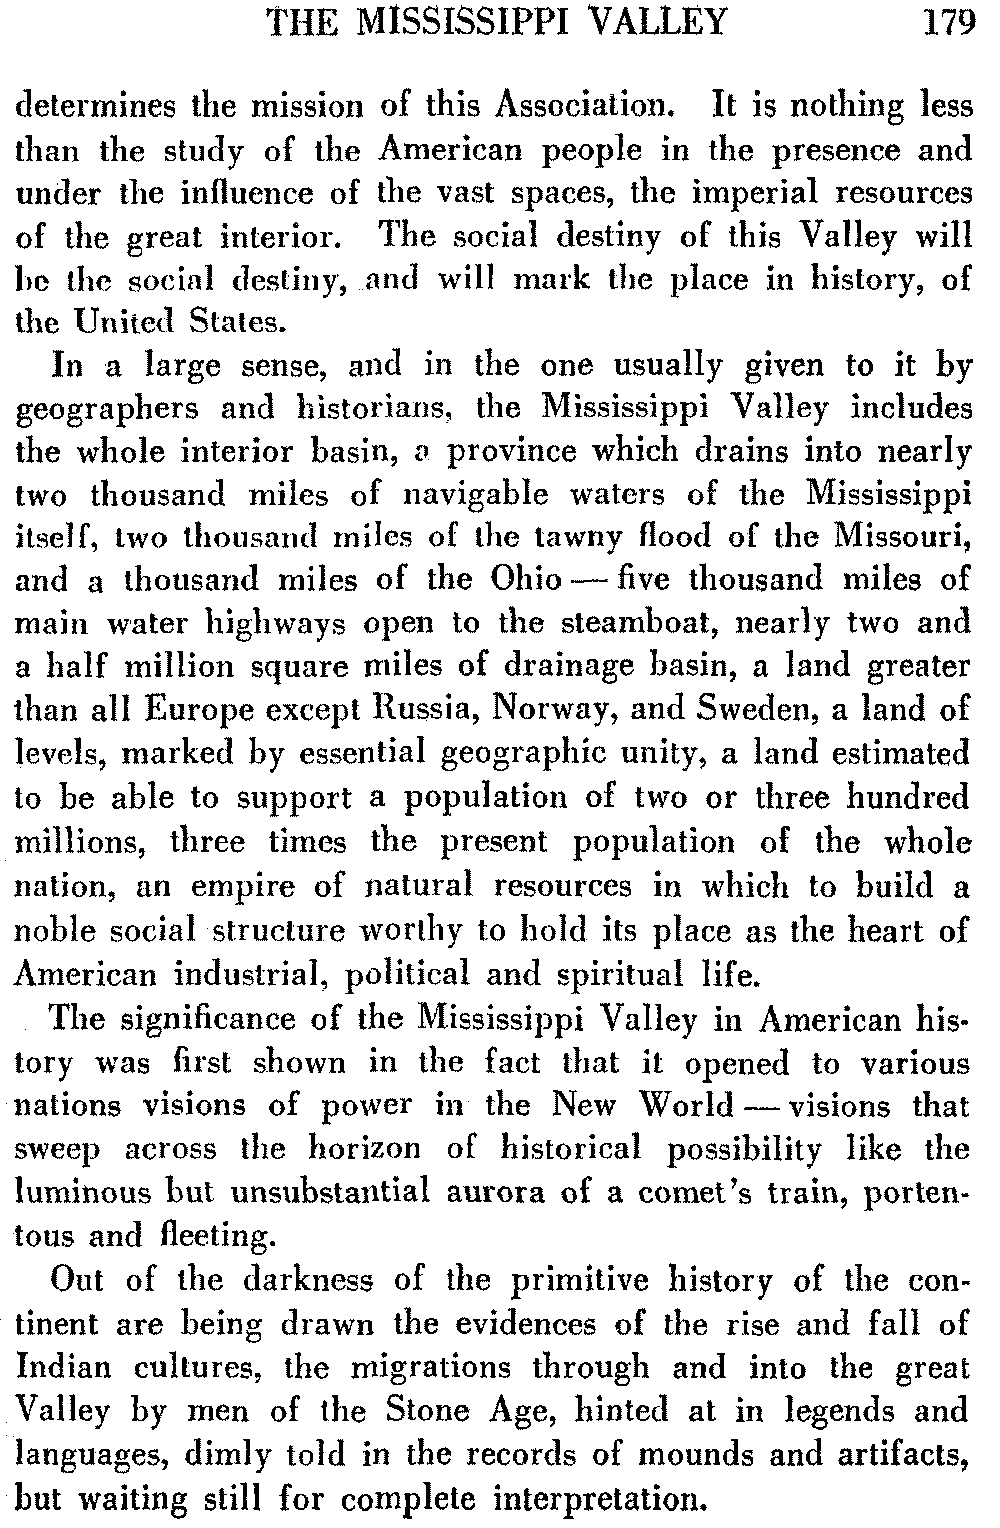 THE MISSISSIPPI VALLEY 179
determines the mission of this Association. It is nothing less
than the study of the American people in the presence and
under the influence of the vast spaces, the imperial resources
of the great interior. The social destiny of this Valley will
be the social destiny, and will mark the place in history, of
the United States.
In a large sense, and in the one usually given to it by
geographers and historians, the Mississippi Valley includes
the whole interior basin, a province which drains into nearly
two thousand miles of navigable waters of the Mississippi
itself, two thousand miles of the tawny flood of the Missouri,
and a thousand miles of the Ohio — five thousand miles of
main water highways open to the steamboat, nearly two and
a half million square miles of drainage basin, a land greater
than all Europe except Russia, Norway, and Sweden, a land of
levels, marked by essential geographic unity, a land estimated
to be able to support a population of two or three hundred
millions, three times the present population of the whole
nation, an empire of natural resources in which to build a
noble social structure worthy to hold its place as the heart of
American industrial, political and spiritual life.
The significance of the Mississippi Valley in American his-
tory was first shown in the fact that it opened to various
nations visions of power in the New World — visions that
sweep across the horizon of historical possibility like the
luminous but unsubstantial aurora of a comet's train, porten-
tous and fleeting.
Out of the darkness of the primitive history of the con-
tinent are being drawn the evidences of the rise and fall of
Indian cultures, the migrations through and into the great
Valley by men of the Stone Age, hinted at in legends and
languages, dimly told in the records of mounds and artifacts,
but waiting still for complete interpretation.